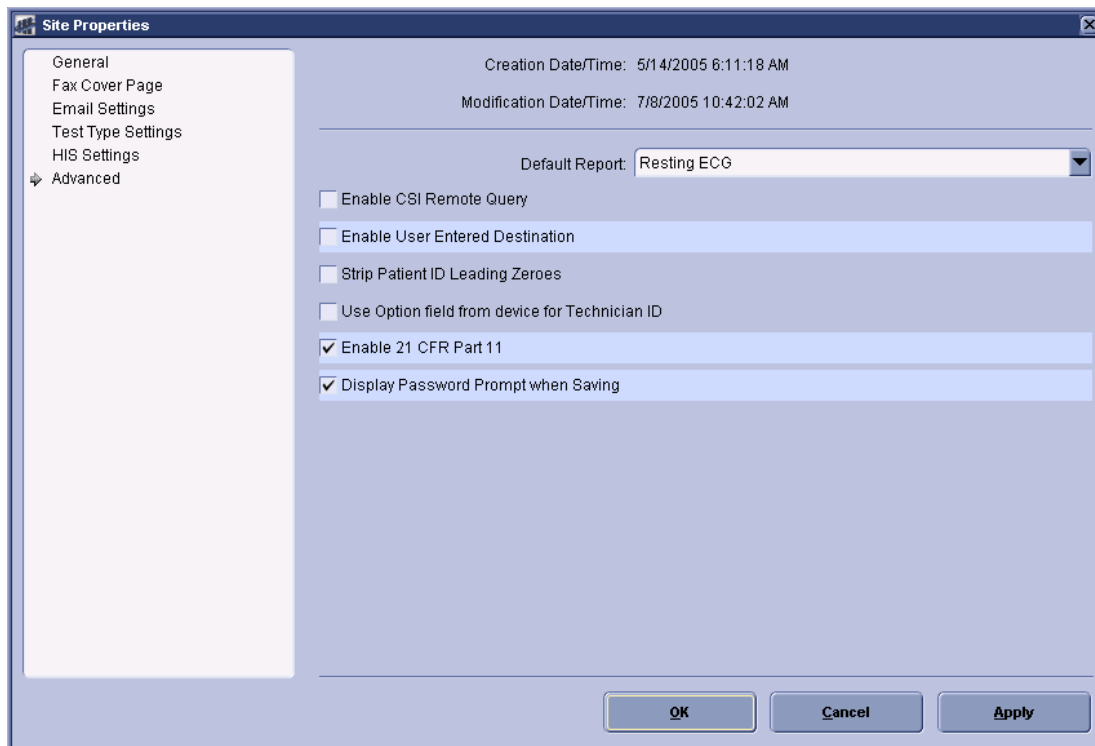 Site Properties
General
Fax Cover Page
Email Settings
Test Type Settings
HIS Settings
Advanced
Creation Date/Time: 5/14/2005 6:11:18 AM
Modification Date/Time: 7/8/2005 10:42:02 AM
Default Report: Resting ECG
Enable CSI Remote Query
Enable User Entered Destination
Strip Patient ID Leading Zeroes
Use Option field from device for Technician ID
Enable 21 CFR Part 11
Display Password Prompt when Saving
OK Cancel Apply